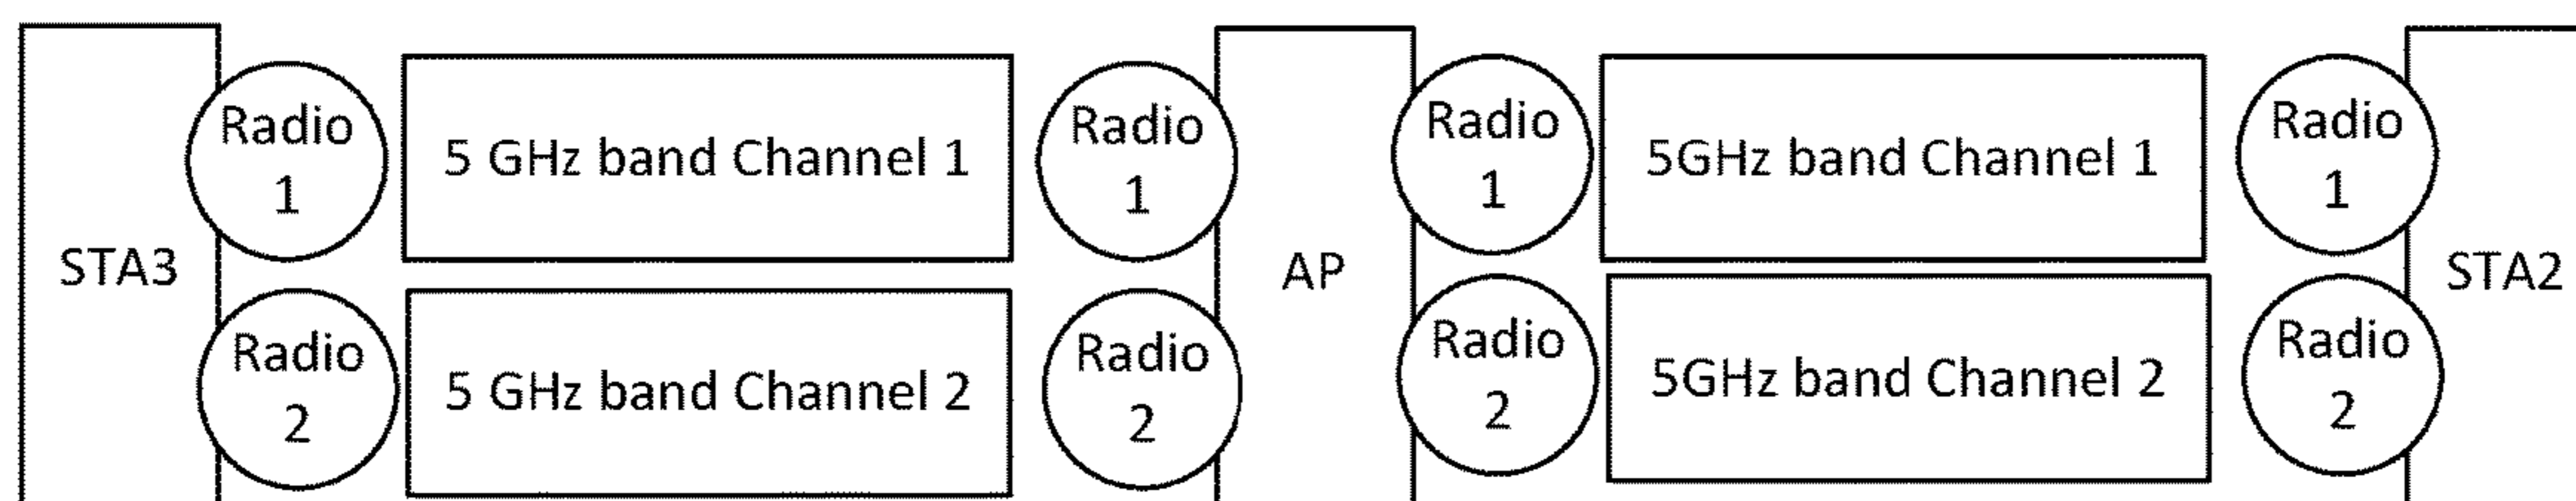 Radio
1
5 GHz band Channel 1
Radio
1
Radio
1
5GHz band Channel 1
Radio
1
STA3
AP
STA2
Radio
2
5 GHz band Channel 2
Radio
2
Radio
2
5GHz band Channel 2
Radio
2